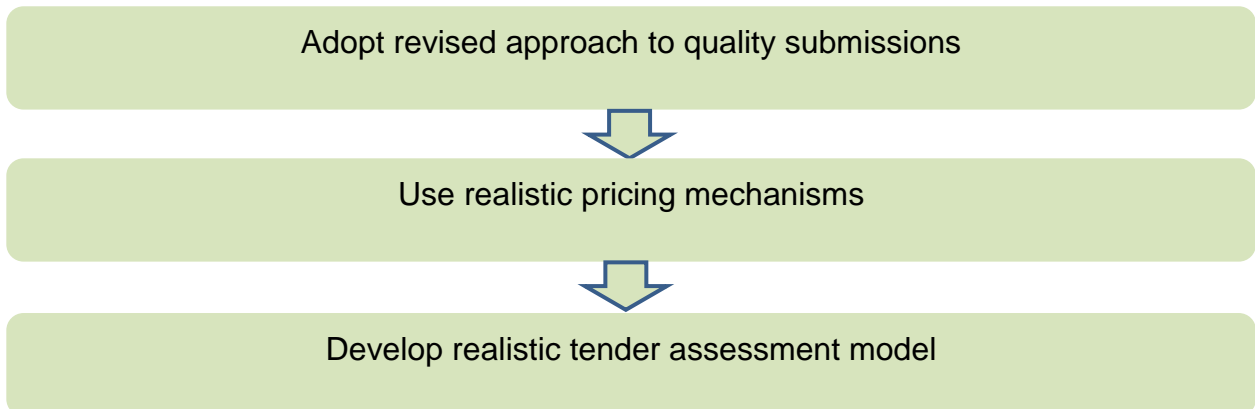 Adopt revised approach to quality submissions
Use realistic pricing mechanisms
Develop realistic tender assessment model